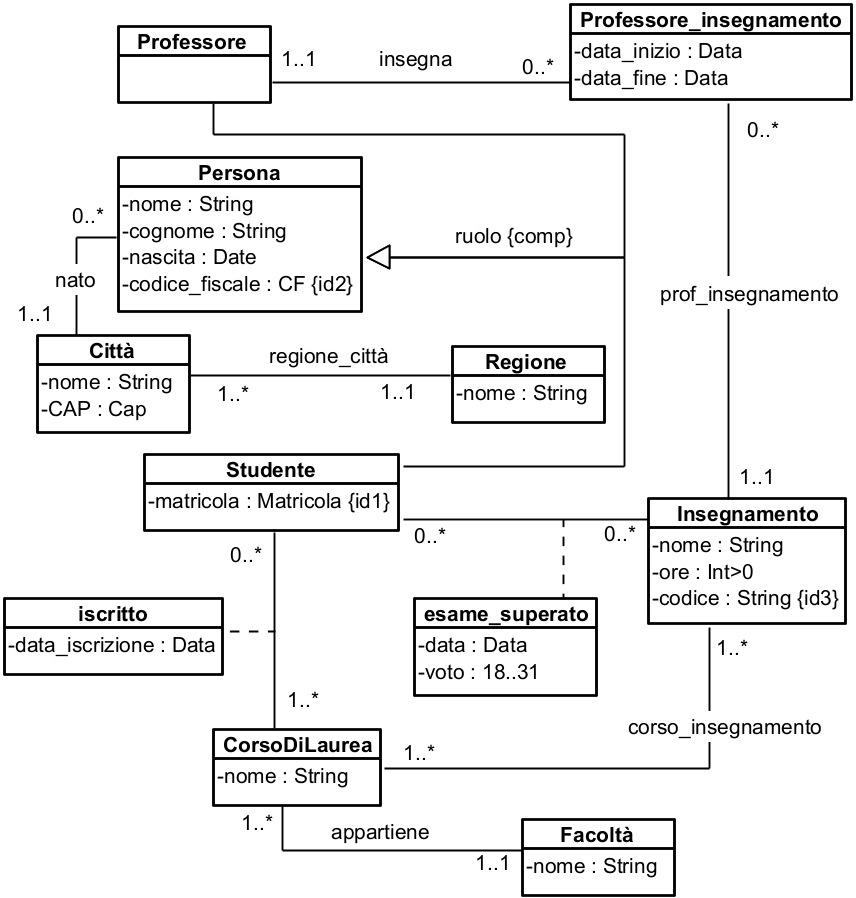 Professore
1..1
insegna
0..*
Professore_insegnamento
-data_inizio : Data
-data_fine : Data
0..*
Persona
-nome : String
-cognome : String
-nascita : Date
-codice_fiscale : CF {id2}
0..*
nato
1..1
ruolo {comp}
prof_insegnamento
Città
-nome : String
-CAP : Cap
regione_città
1..*
1..1
Regione
-nome : String
Studente
-matricola : Matricola {id1}
1..1
0..*
0..*
0..*
Insegnamento
-nome : String
-ore : Int>0
-codice : String {id3}
iscritto
-data_iscrizione : Data
esame_superato
-data : Data
-voto : 18..31
1..*
1..*
corso_insegnamento
CorsoDiLaurea
-nome : String
1..*
1..*
appartiene
1..1
Facoltà
-nome : String